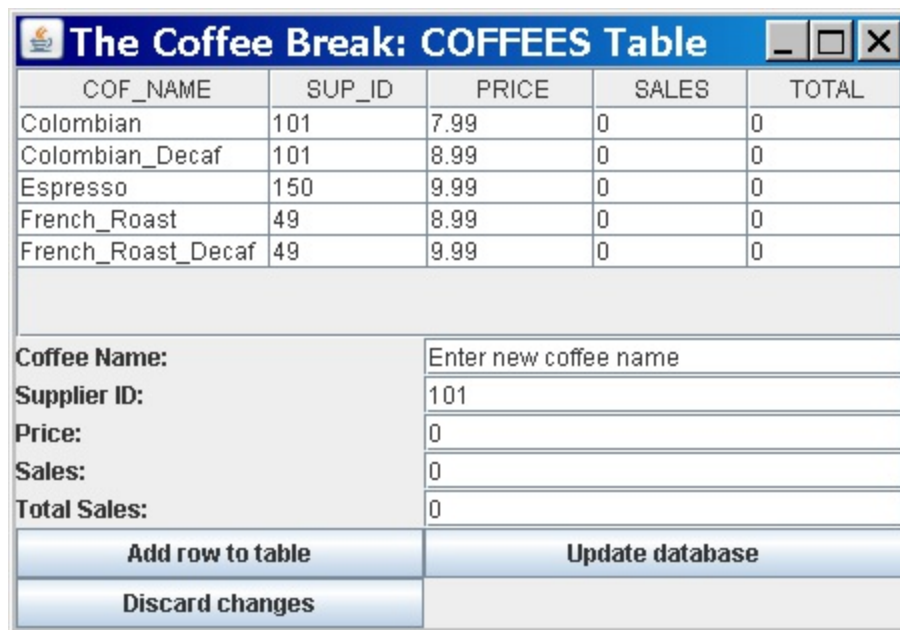 The Coffee Break: COFFEES Table
COF_NAME SUP_ID PRICE SALES TOTAL
Colombian 101 7.99 0 0
Colombian_Decaf 101 8.99 0 0
Espresso 150 9.99 0 0
French_Roast 49 8.99 0 0
French_Roast_Decaf 49 9.99 0 0
Coffee Name: Enter new coffee name
Supplier ID: 101
Price: 0
Sales: 0
Total Sales: 0
Add row to table Update database
Discard changes